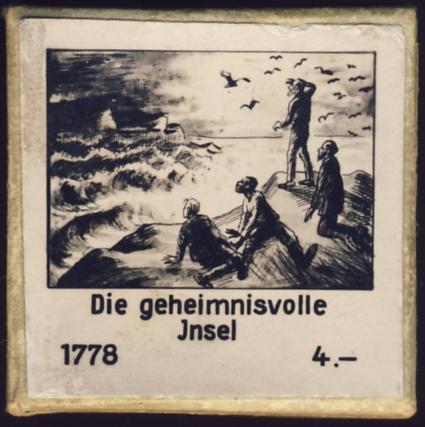 Die geheimnisvolle
Jnsel
1778 4.—